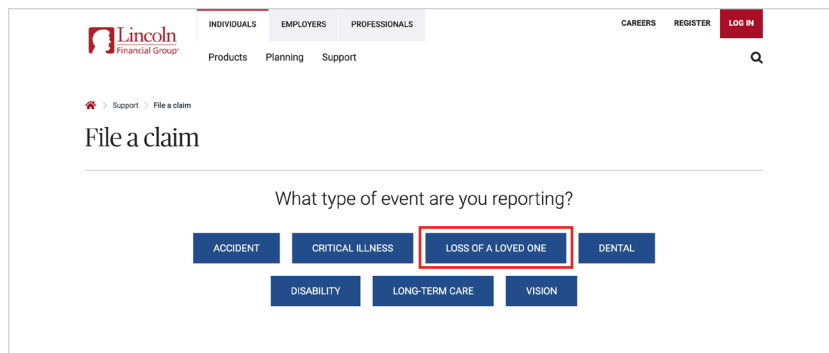 Lincoln
Financial Group®
INDIVIDUALS EMPLOYERS PROFESSIONALS
CAREERS REGISTER LOG IN
Products Planning Support
Support > File a claim
File a claim
What type of event are you reporting?
ACCIDENT CRITICAL ILLNESS LOSS OF A LOVED ONE DENTAL
DISABILITY LONG-TERM CARE VISION